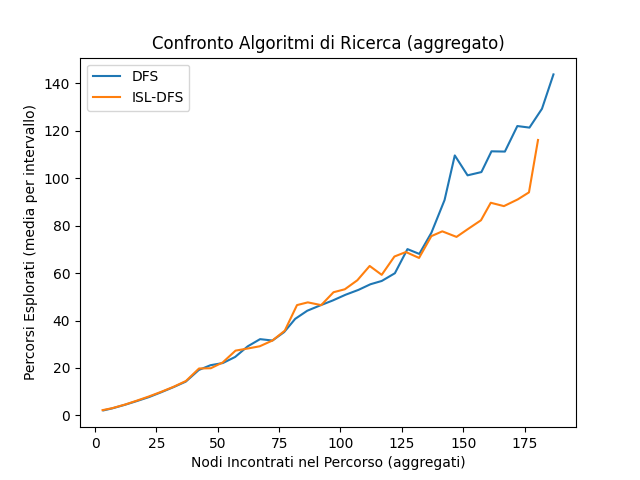 Confronto Algoritmi di Ricerca (aggregato)
DFS
ISL-DFS
Percorsi Esplorati (media per intervallo)
140
120
100
80
60
40
20
0
0 25 50 75 100 125 150 175
Nodi Incontrati nel Percorso (aggregati)